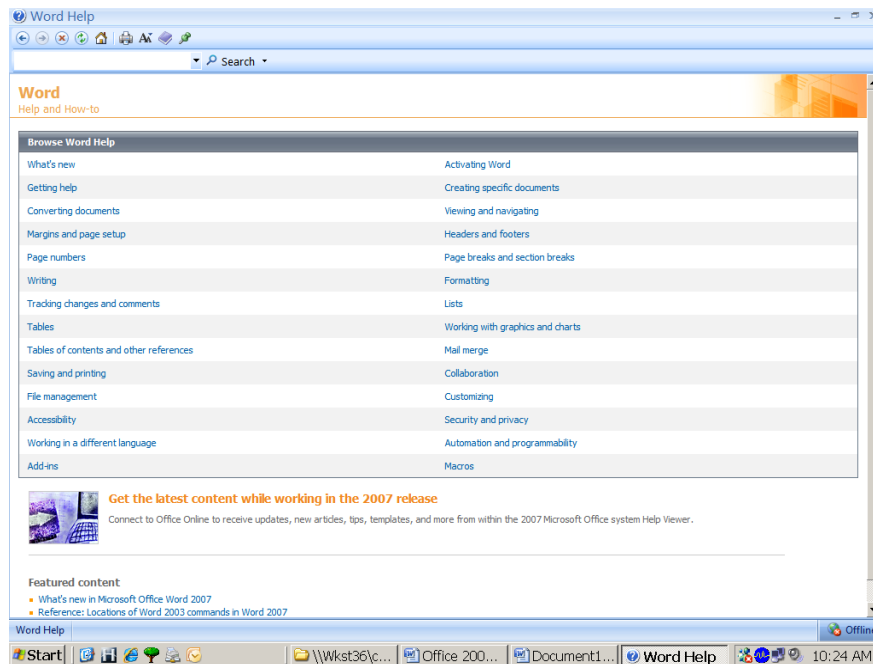 Word Help
Search
Word
Help and How-to
Browse Word Help
What's new Activating Word
Getting help Creating specific documents
Converting documents Viewing and navigating
Margins and page setup Headers and footers
Page numbers Page breaks and section breaks
Writing Formatting
Tracking changes and comments Lists
Tables Working with graphics and charts
Tables of contents and other references Mail merge
Saving and printing Collaboration
File management Customizing
Accessibility Security and privacy
Working in a different language Automation and programmability
Add-ins Macros
Get the latest content while working in the 2007 release
Connect to Office Online to receive updates, new articles, tips, templates, and more from within the 2007 Microsoft Office system Help Viewer.
Featured content
What's new in Microsoft Office Word 2007
Reference: Locations of Word 2003 commands in Word 2007
Word Help Offline
Start \\Wkst36\c... Office 200... Document1... Word Help 10:24 AM